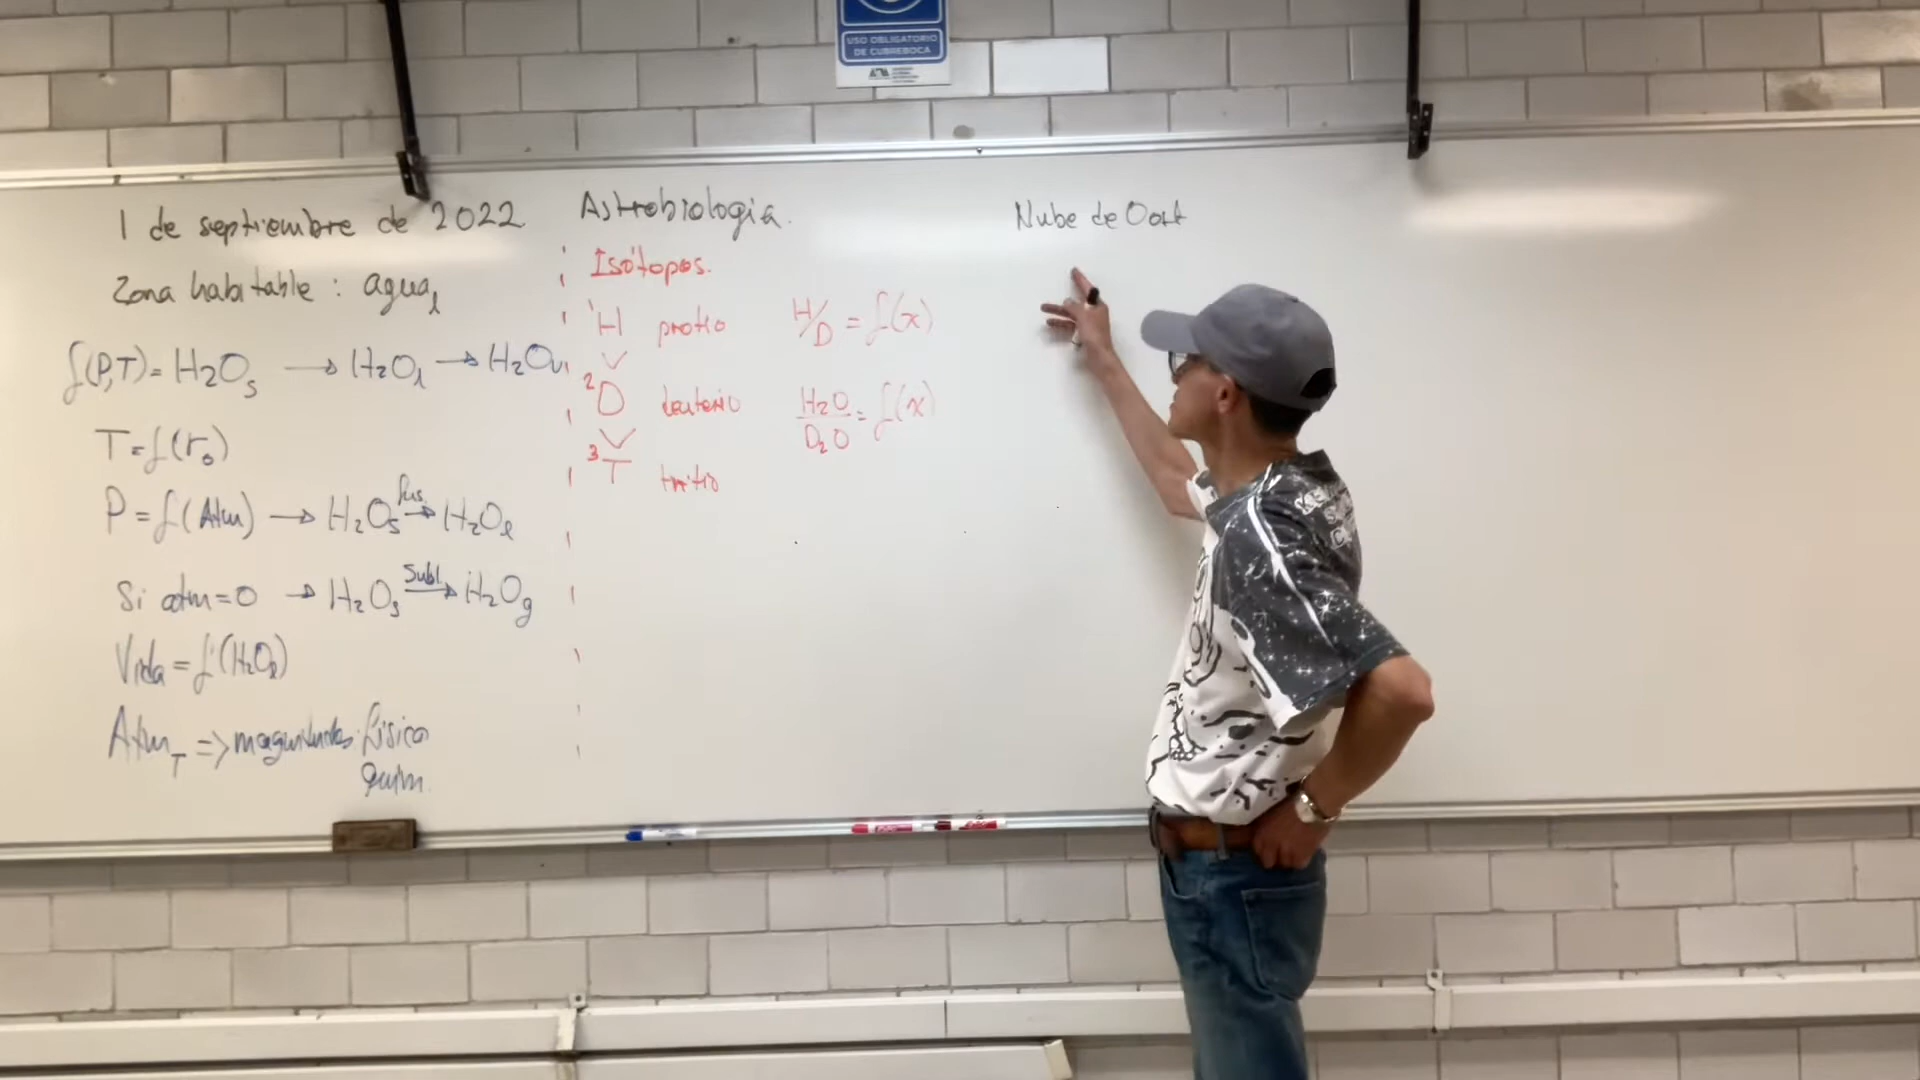 USO OBLIGATORIO
DE CUBREBOCA
1 de septiembre de 2022
Zona habitable : agua l
f(P,T) = H₂Os → H₂Ol → H₂Ov
T = f(r₀)
P = f(Atm) → H₂Os fus → H₂Ol
Si atm = 0 → H₂Os Subl. → H₂Og
Vida = f(H₂Ol)
AtmT => magnitudes física
quim.
Astrobiología.
Isótopos.
¹H protio
²D deuterio
³T tritio
H/D = f(x)
H₂O/D₂O = f(x)
Nube de Oort